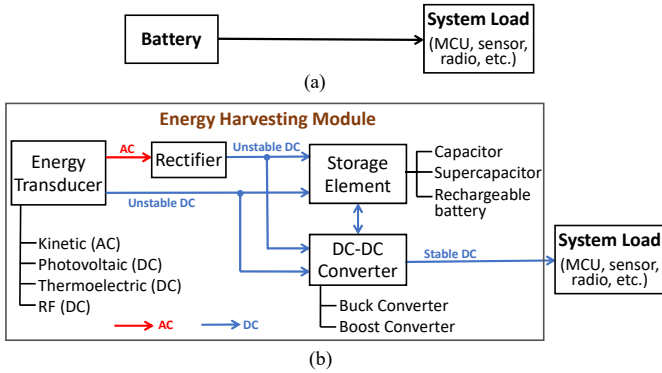 Battery
System Load
(MCU, sensor,
radio, etc.)
(a)
Energy Harvesting Module
Energy
Transducer
AC
Rectifier
Unstable DC
Unstable DC
Storage
Element
Capacitor
Supercapacitor
Rechargeable
battery
Kinetic (AC)
Photovoltaic (DC)
Thermoelectric (DC)
RF (DC)
DC-DC
Converter
Stable DC
System Load
(MCU, sensor,
radio, etc.)
Buck Converter
Boost Converter
AC
DC
(b)